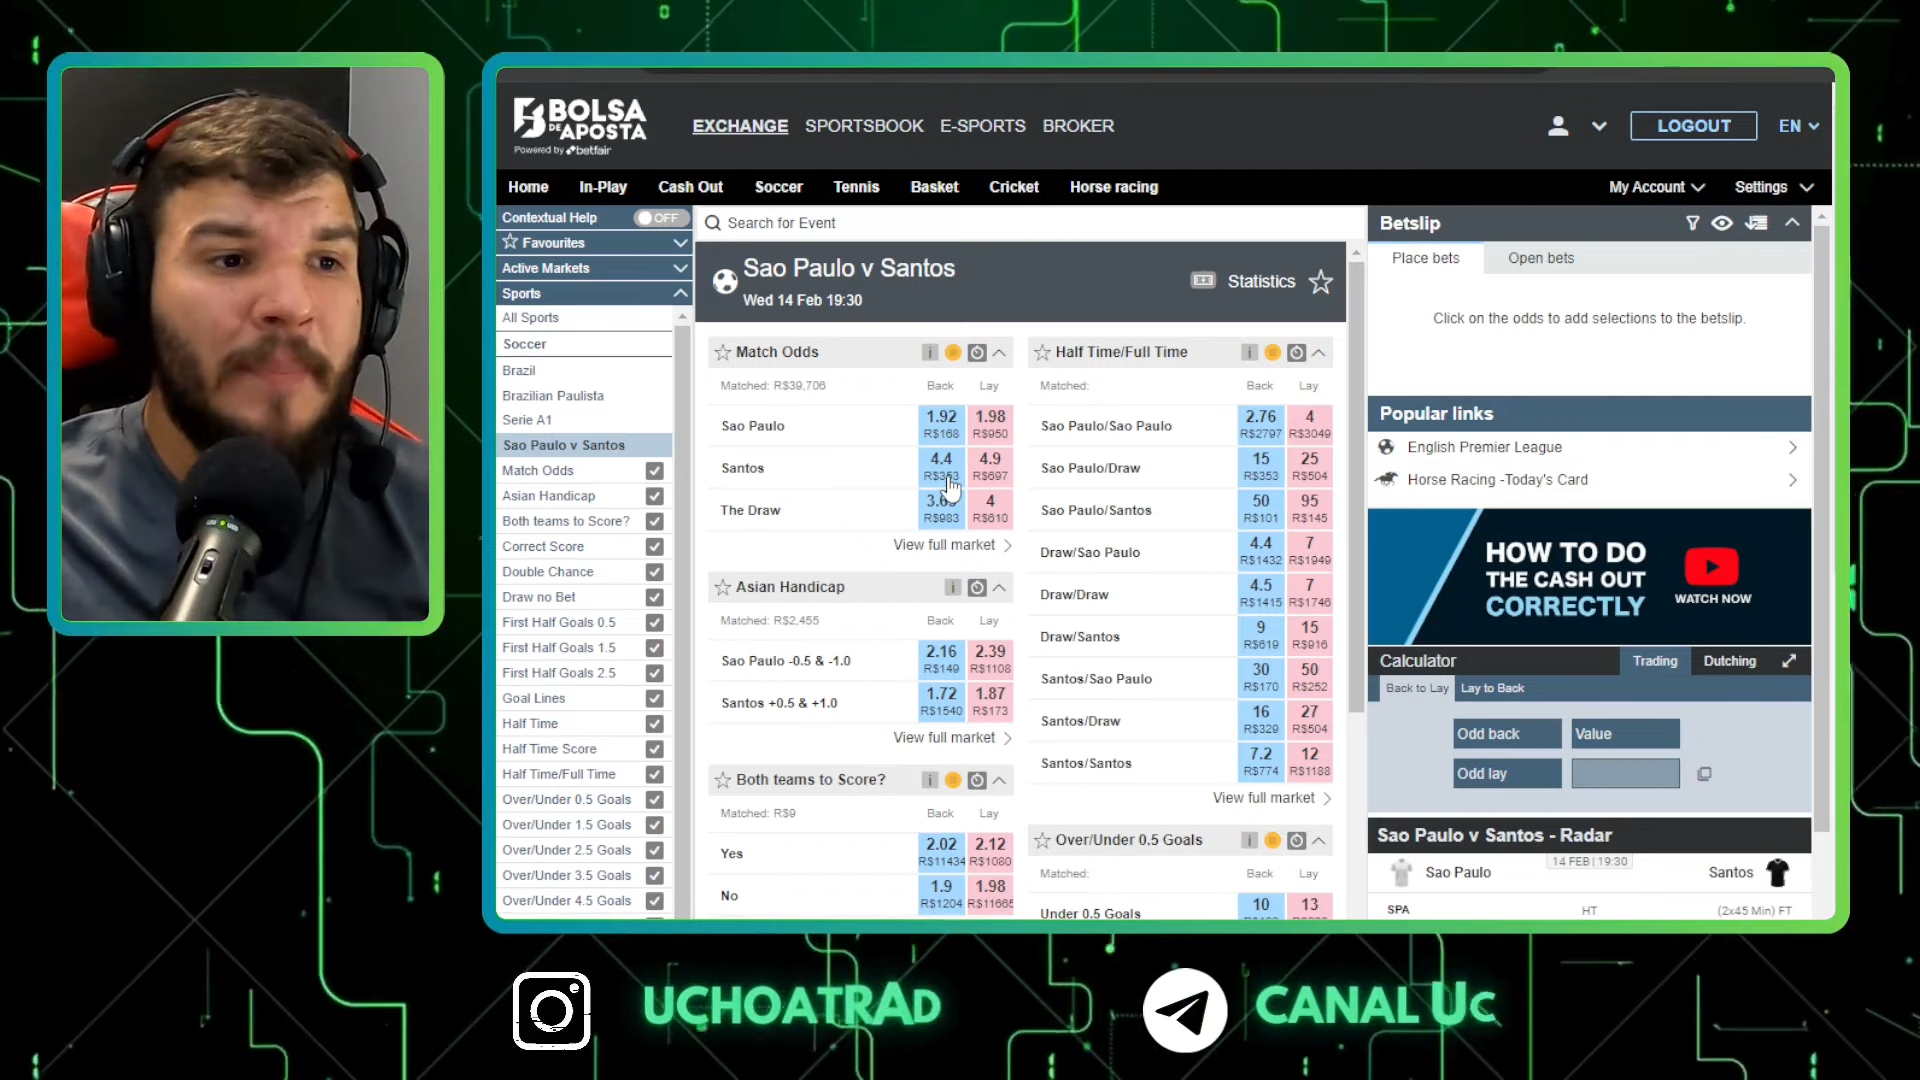 BOLSA
DE APOSTA
Powered by betfair
EXCHANGE SPORTSBOOK E-SPORTS BROKER
LOGOUT EN
Home In-Play Cash Out Soccer Tennis Basket Cricket Horse racing
My Account Settings
Contextual Help OFF
Favourites
Active Markets
Sports
All Sports
Soccer
Brazil
Brazilian Paulista
Serie A1
Sao Paulo v Santos
Match Odds
Asian Handicap
Both teams to Score?
Correct Score
Double Chance
Draw no Bet
First Half Goals 0.5
First Half Goals 1.5
First Half Goals 2.5
Goal Lines
Half Time
Half Time Score
Half Time/Full Time
Over/Under 0.5 Goals
Over/Under 1.5 Goals
Over/Under 2.5 Goals
Over/Under 3.5 Goals
Over/Under 4.5 Goals
Search for Event
Sao Paulo v Santos
Wed 14 Feb 19:30
Statistics
Match Odds
Matched: R$39,706 Back Lay
Sao Paulo 1.92 1.98
R$168 R$950
Santos 4.4 4.9
R$353 R$697
The Draw 4
R$983 R$610
View full market
Asian Handicap
Matched: R$2,455 Back Lay
Sao Paulo -0.5 & -1.0 2.16 2.39
R$149 R$1108
Santos +0.5 & +1.0 1.72 1.87
R$1540 R$173
View full market
Both teams to Score?
Matched: R$9 Back Lay
Yes 2.02 2.12
R$11434 R$1080
No 1.9 1.98
R$1204 R$11665
Half Time/Full Time
Matched: Back Lay
Sao Paulo/Sao Paulo 2.76 4
R$2797 R$3049
Sao Paulo/Draw 15 25
R$353 R$504
Sao Paulo/Santos 50 95
R$101 R$145
Draw/Sao Paulo 4.4 7
R$1432 R$1949
Draw/Draw 4.5 7
R$1415 R$1746
Draw/Santos 9 15
R$619 R$916
Santos/Sao Paulo 30 50
R$170 R$252
Santos/Draw 16 27
R$329 R$504
Santos/Santos 7.2 12
R$774 R$1188
View full market
Over/Under 0.5 Goals
Matched: Back Lay
Under 0.5 Goals 10 13
Betslip
Place bets Open bets
Click on the odds to add selections to the betslip.
Popular links
English Premier League
Horse Racing -Today's Card
HOW TO DO
THE CASH OUT
CORRECTLY
WATCH NOW
Calculator Trading Dutching
Back to Lay Lay to Back
Odd back Value
Odd lay
Sao Paulo v Santos - Radar
14 FEB | 19:30
Sao Paulo Santos
SPA HT (2x45 Min) FT
UCHOATRAD
CANAL UC